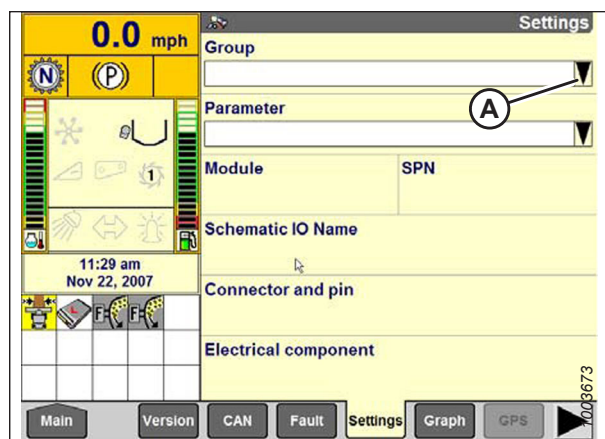 0.0 mph
Settings
Group
N
(P)
A
Parameter
Module
SPN
1
Schematic IO Name
11:29 am
Nov 22, 2007
Connector and pin
L
F
F
Electrical component
1003673
Main
Version
CAN
Fault
Settings
Graph
GPS